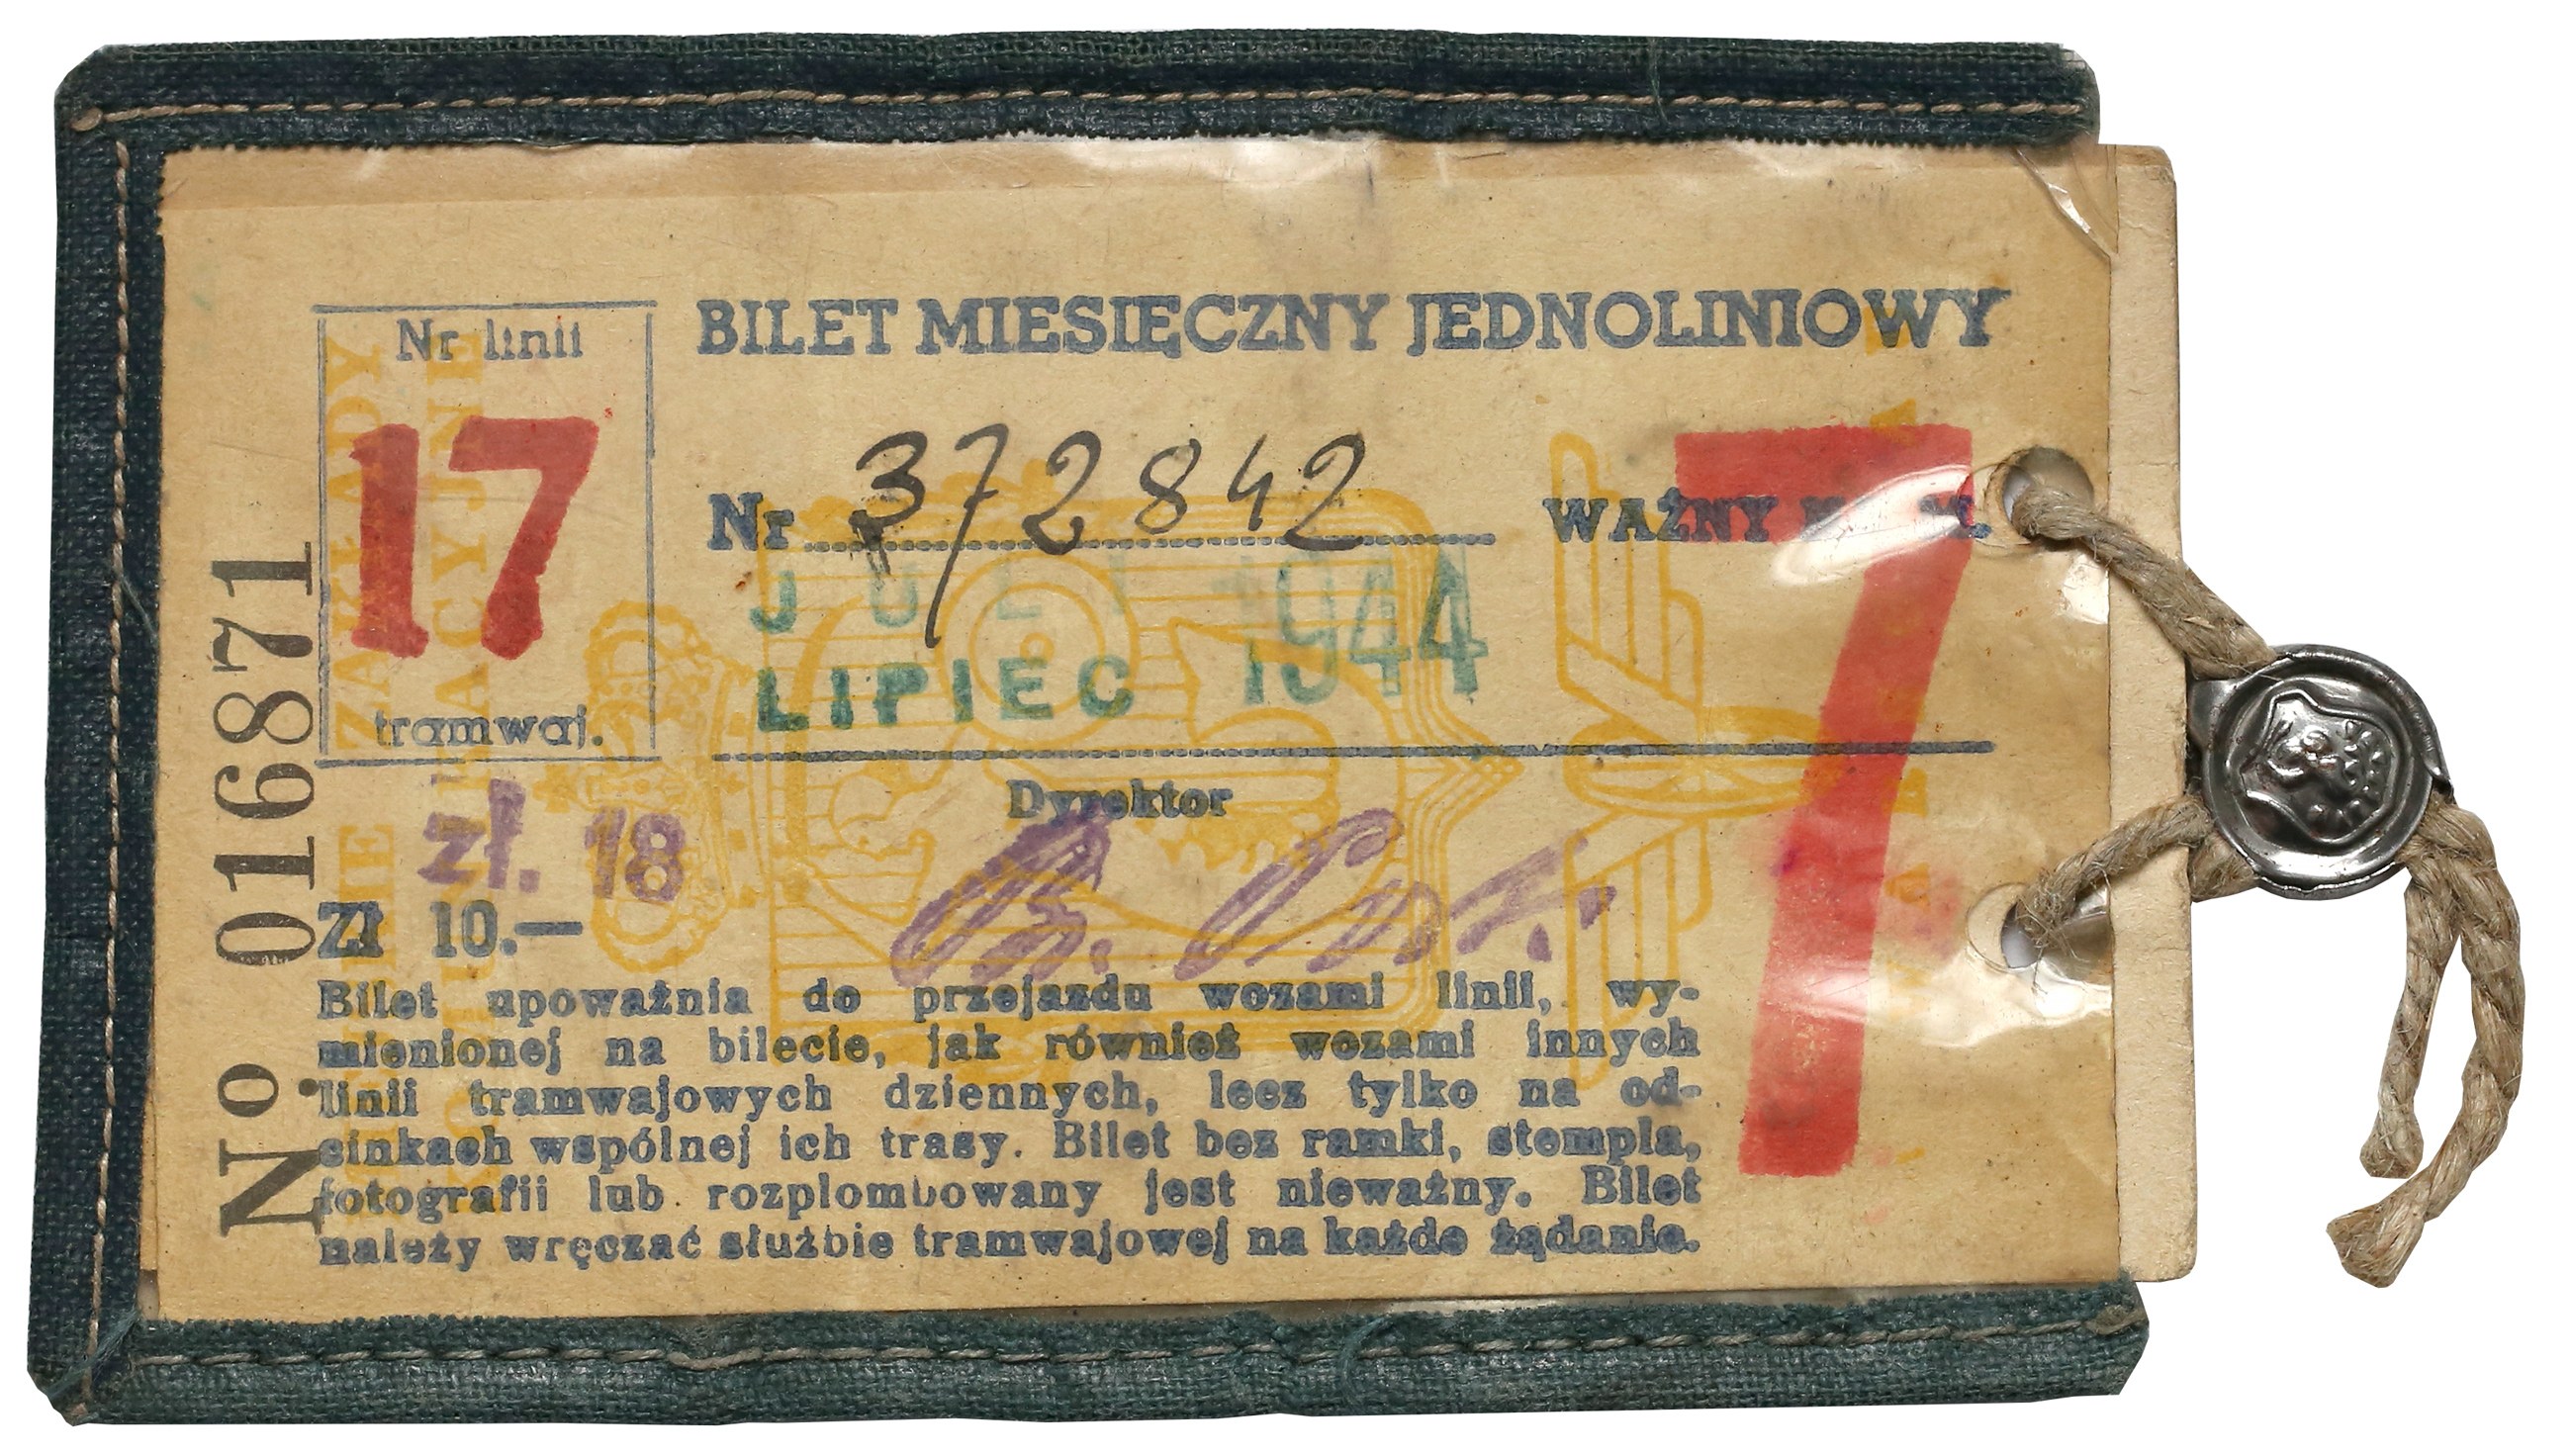 Nr linii
17
tramwaj.
BILET MIESIĘCZNY JEDNOLINIOWY
Nr 372842
WAŻNY
JULI 1944
LIPIEC 1944
7
Dyrektor
zł. 18
Zł 10.—
Bilet upoważnia do przejazdu wozami linii, wy-
mienionej na bilecie, jak również wozami innych
linii tramwajowych dziennych, lecz tylko na od-
cinkach wspólnej ich trasy. Bilet bez ramki, stempla,
fotografii lub rozplombowany jest nieważny. Bilet
należy wręczać służbie tramwajowej na każde żądanie.
No. 016871